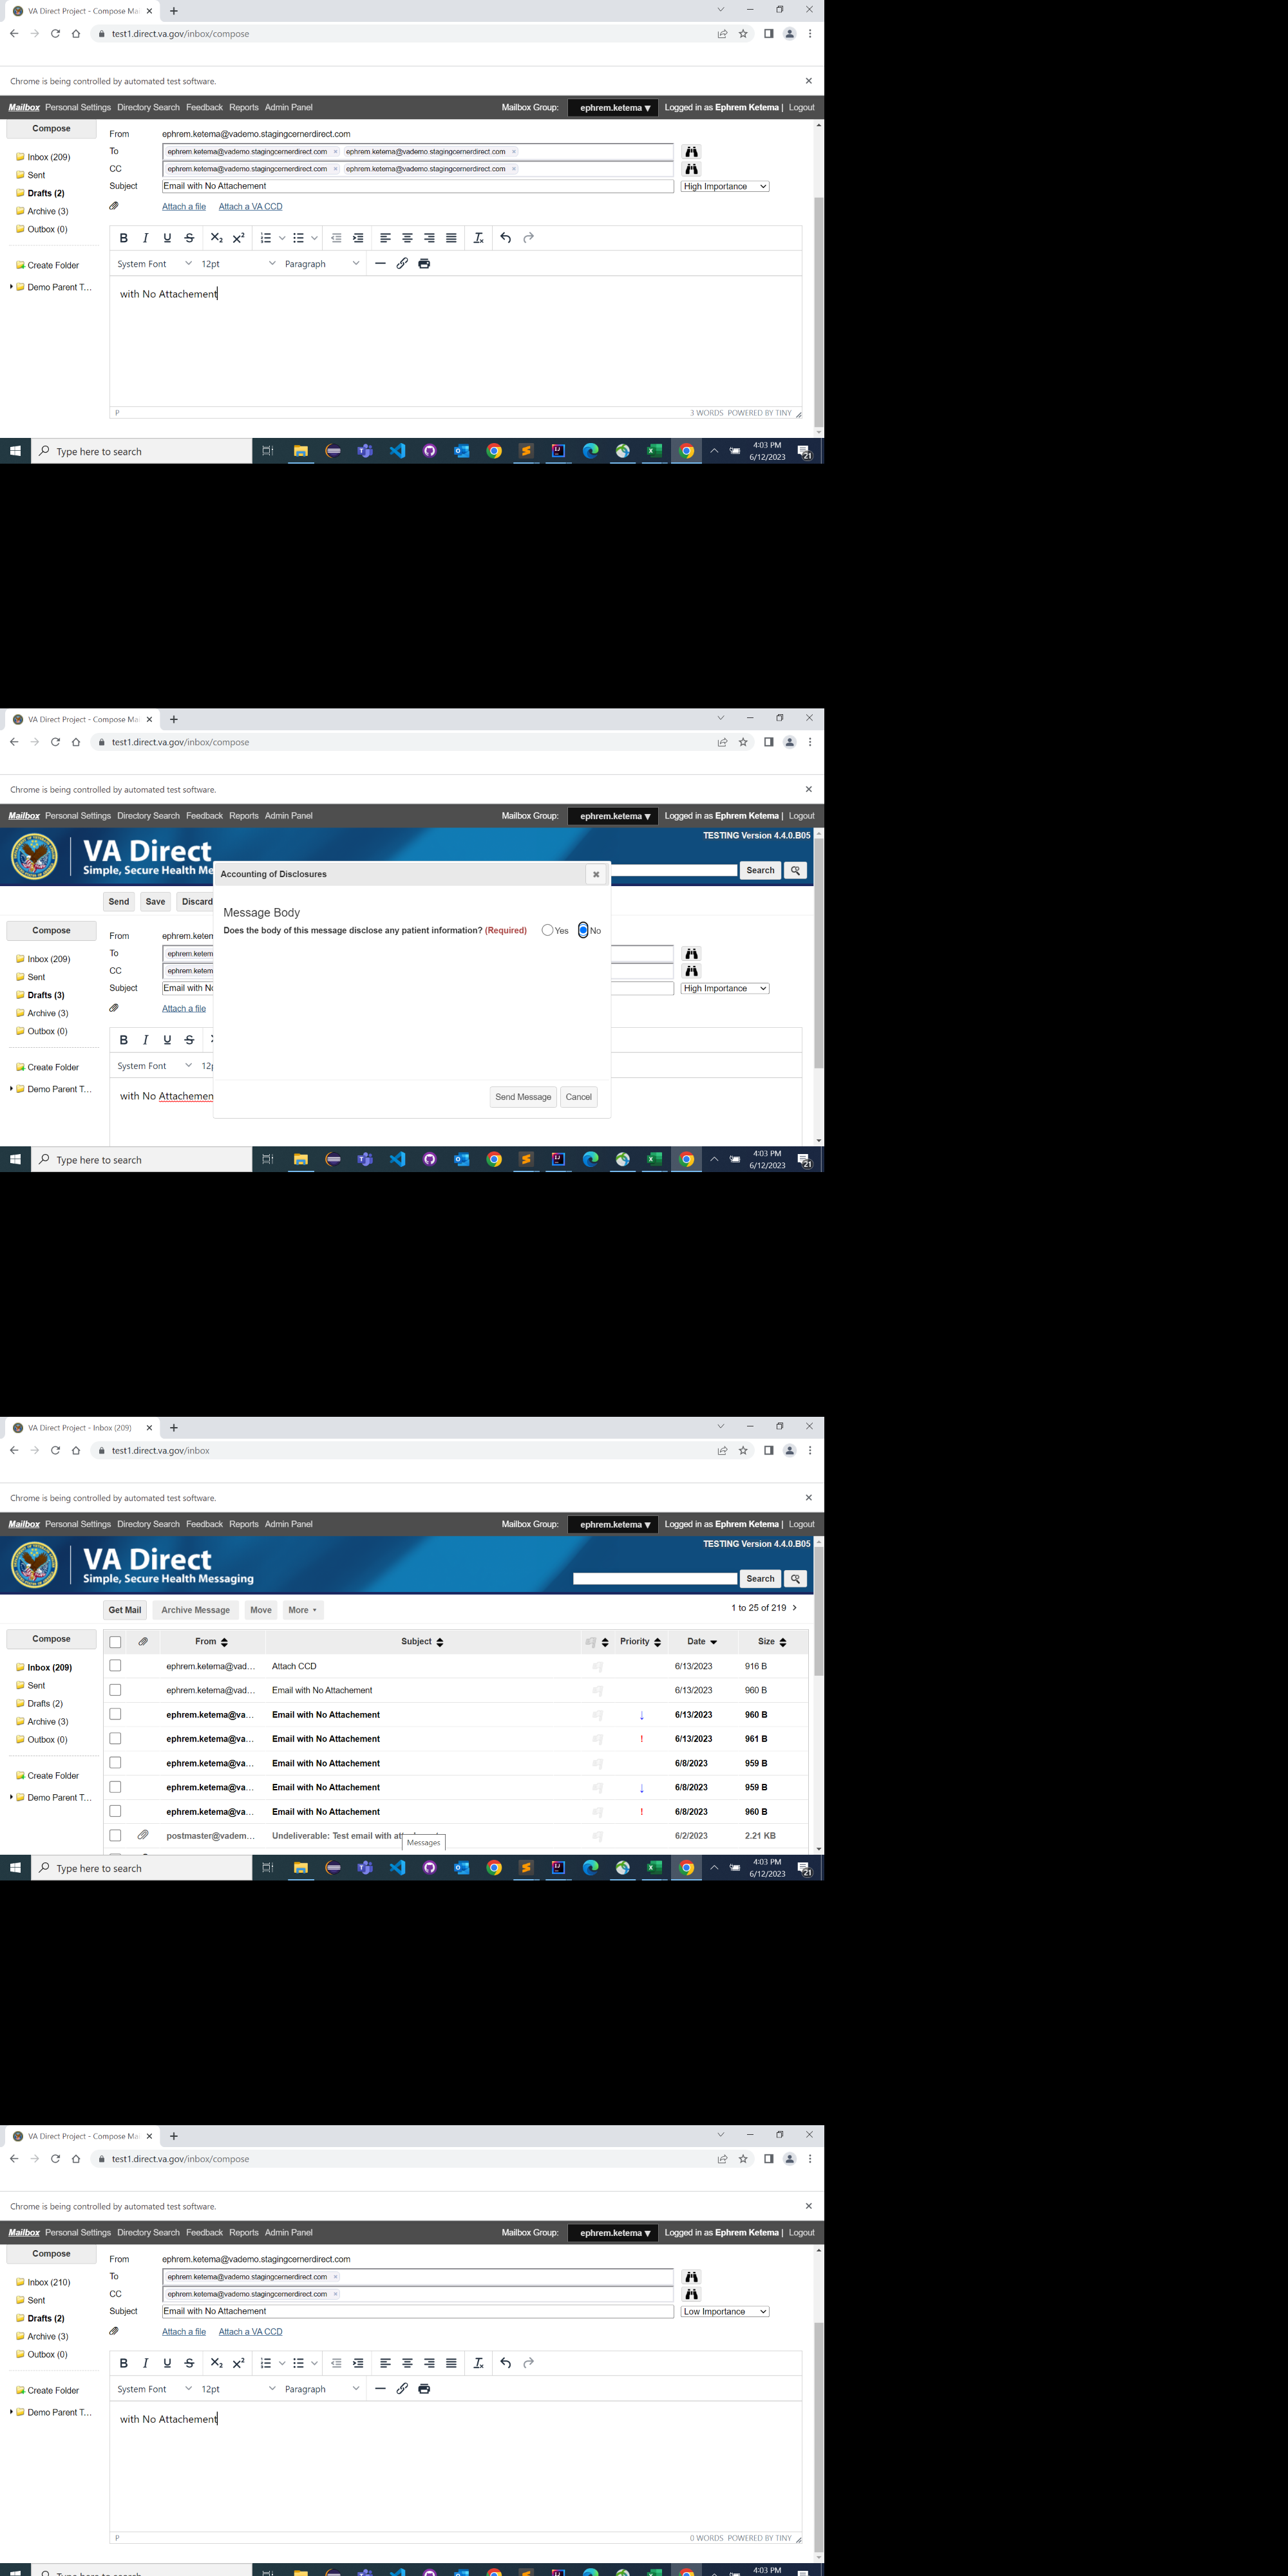 VA Direct Project - Compose Ma
test1.direct.va.gov/inbox/compose
Chrome is being controlled by automated test software.
Mailbox Personal Settings Directory Search Feedback Reports Admin Panel Mailbox Group: ephrem.ketema ▼ Logged in as Ephrem Ketema | Logout
Compose
From ephrem.ketema@vademo.stagingcernerdirect.com
Inbox (209)
To ephrem.ketema@vademo.stagingcernerdirect.com × ephrem.ketema@vademo.stagingcernerdirect.com ×
Sent
CC ephrem.ketema@vademo.stagingcernerdirect.com × ephrem.ketema@vademo.stagingcernerdirect.com ×
Drafts (2)
Subject Email with No Attachement High Importance
Archive (3)
Attach a file Attach a VA CCD
Outbox (0)
B I U S X₂ X²
Create Folder
System Font 12pt Paragraph
Demo Parent T...
with No Attachement
P 3 WORDS POWERED BY TINY
Type here to search
4:03 PM
6/12/2023
21
VA Direct Project - Compose Ma
test1.direct.va.gov/inbox/compose
Chrome is being controlled by automated test software.
Mailbox Personal Settings Directory Search Feedback Reports Admin Panel Mailbox Group: ephrem.ketema ▼ Logged in as Ephrem Ketema | Logout
TESTING Version 4.4.0.B05
VA Direct
Simple, Secure Health Me
Search
Accounting of Disclosures
Send Save Discard
Message Body
Does the body of this message disclose any patient information? (Required) Yes No
Compose
From ephrem.keten
Inbox (209)
To ephrem.ketem
Sent
CC ephrem.ketem
Drafts (3)
Subject Email with No High Importance
Archive (3)
Attach a file
Outbox (0)
B I U S
Create Folder
System Font 12p
Demo Parent T...
with No Attachemen
Send Message Cancel
Type here to search
4:03 PM
6/12/2023
21
VA Direct Project - Inbox (209)
test1.direct.va.gov/inbox
Chrome is being controlled by automated test software.
Mailbox Personal Settings Directory Search Feedback Reports Admin Panel Mailbox Group: ephrem.ketema ▼ Logged in as Ephrem Ketema | Logout
TESTING Version 4.4.0.B05
VA Direct
Simple, Secure Health Messaging
Search
Get Mail Archive Message Move More 1 to 25 of 219
Compose
From Subject Priority Date Size
Inbox (209)
Sent
Drafts (2)
Archive (3)
Outbox (0)
Create Folder
Demo Parent T...
ephrem.ketema@vad... Attach CCD 6/13/2023 916 B
ephrem.ketema@vad... Email with No Attachement 6/13/2023 960 B
ephrem.ketema@va... Email with No Attachement ↓ 6/13/2023 960 B
ephrem.ketema@va... Email with No Attachement ! 6/13/2023 961 B
ephrem.ketema@va... Email with No Attachement 6/8/2023 959 B
ephrem.ketema@va... Email with No Attachement ↓ 6/8/2023 959 B
ephrem.ketema@va... Email with No Attachement ! 6/8/2023 960 B
postmaster@vadem... Undeliverable: Test email with at 6/2/2023 2.21 KB
Messages
Type here to search
4:03 PM
6/12/2023
21
VA Direct Project - Compose Ma
test1.direct.va.gov/inbox/compose
Chrome is being controlled by automated test software.
Mailbox Personal Settings Directory Search Feedback Reports Admin Panel Mailbox Group: ephrem.ketema ▼ Logged in as Ephrem Ketema | Logout
Compose
From ephrem.ketema@vademo.stagingcernerdirect.com
Inbox (210)
To ephrem.ketema@vademo.stagingcernerdirect.com ×
Sent
CC ephrem.ketema@vademo.stagingcernerdirect.com ×
Drafts (2)
Subject Email with No Attachement Low Importance
Archive (3)
Attach a file Attach a VA CCD
Outbox (0)
B I U S X₂ X²
Create Folder
System Font 12pt Paragraph
Demo Parent T...
with No Attachement
P 0 WORDS POWERED BY TINY
4:03 PM